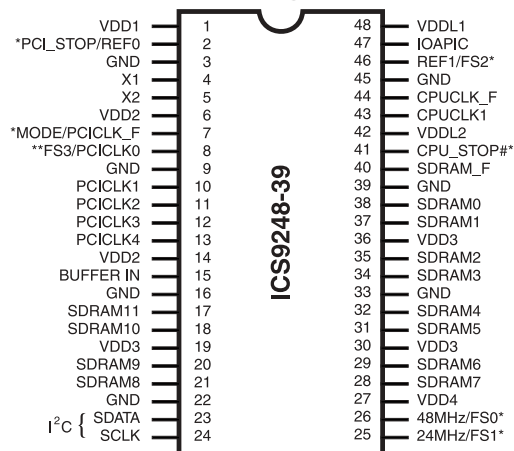 VDD1 1 48 VDDL1
*PCI_STOP/REF0 2 47 IOAPIC
GND 3 46 REF1/FS2*
X1 4 45 GND
X2 5 44 CPUCLK_F
VDD2 6 43 CPUCLK1
*MODE/PCICLK_F 7 42 VDDL2
**FS3/PCICLK0 8 41 CPU_STOP#*
GND 9 40 SDRAM_F
PCICLK1 10 39 GND
PCICLK2 11 38 SDRAM0
PCICLK3 12 37 SDRAM1
PCICLK4 13 36 VDD3
VDD2 14 35 SDRAM2
BUFFER IN 15 34 SDRAM3
GND 16 33 GND
SDRAM11 17 32 SDRAM4
SDRAM10 18 31 SDRAM5
VDD3 19 30 VDD3
SDRAM9 20 29 SDRAM6
SDRAM8 21 28 SDRAM7
GND 22 27 VDD4
I²C { SDATA 23 26 48MHz/FS0*
SCLK 24 25 24MHz/FS1*
ICS9248-39